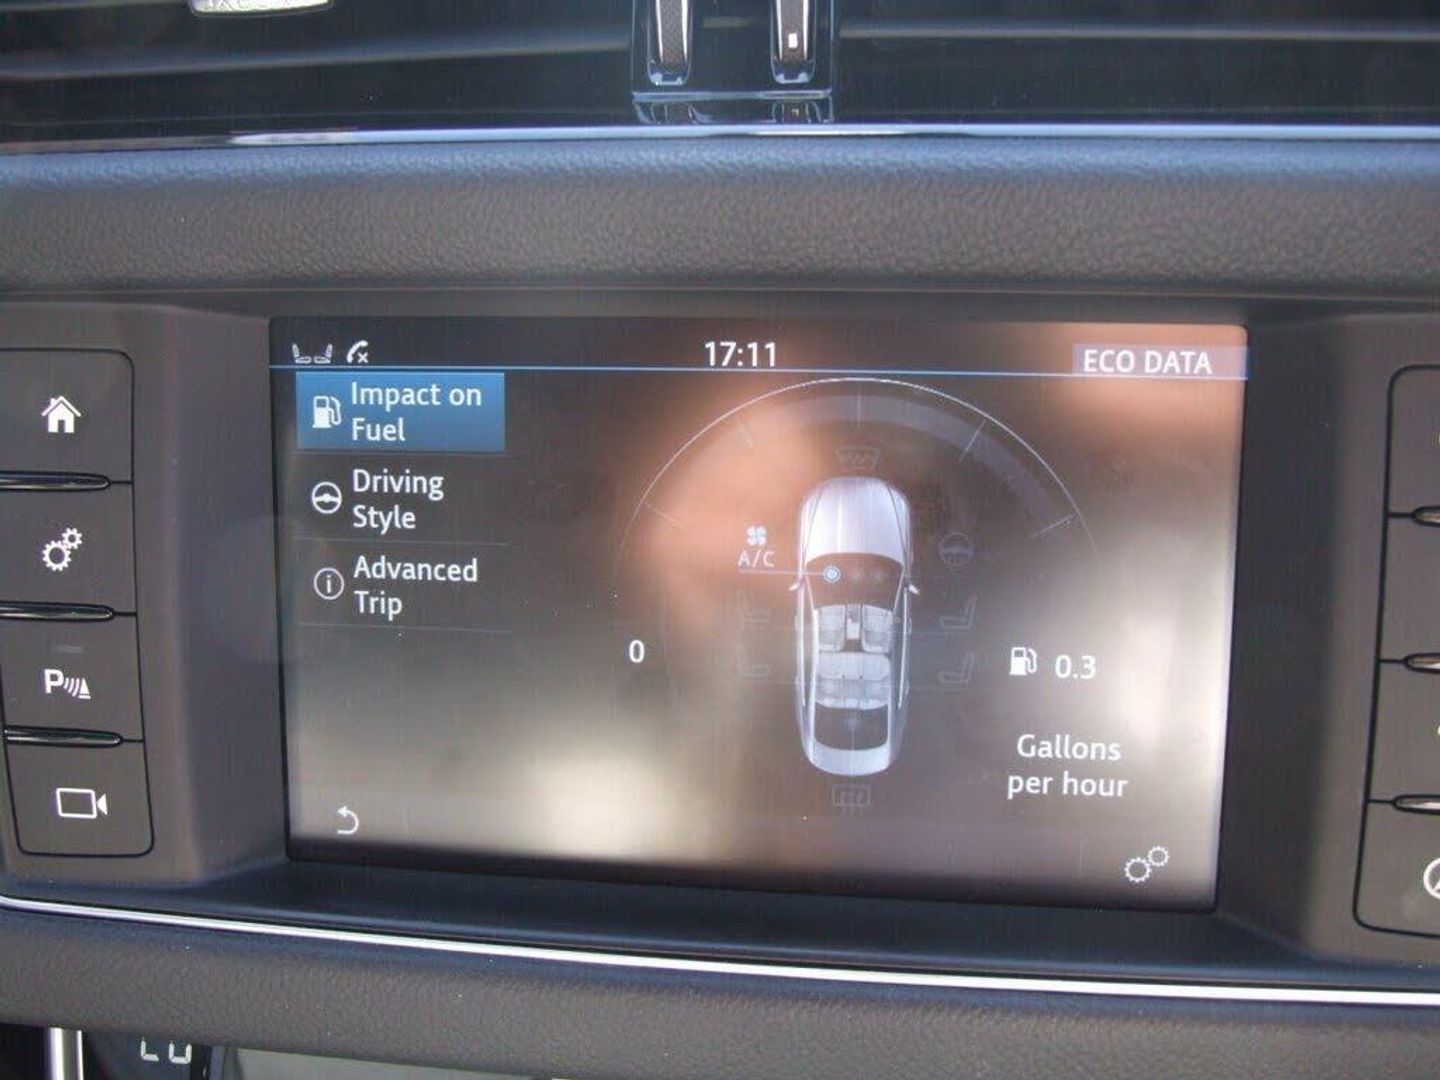 17:11
ECO DATA
Impact on
Fuel
Driving
Style
Advanced
Trip
A/C
0
0.3
Gallons
per hour
P